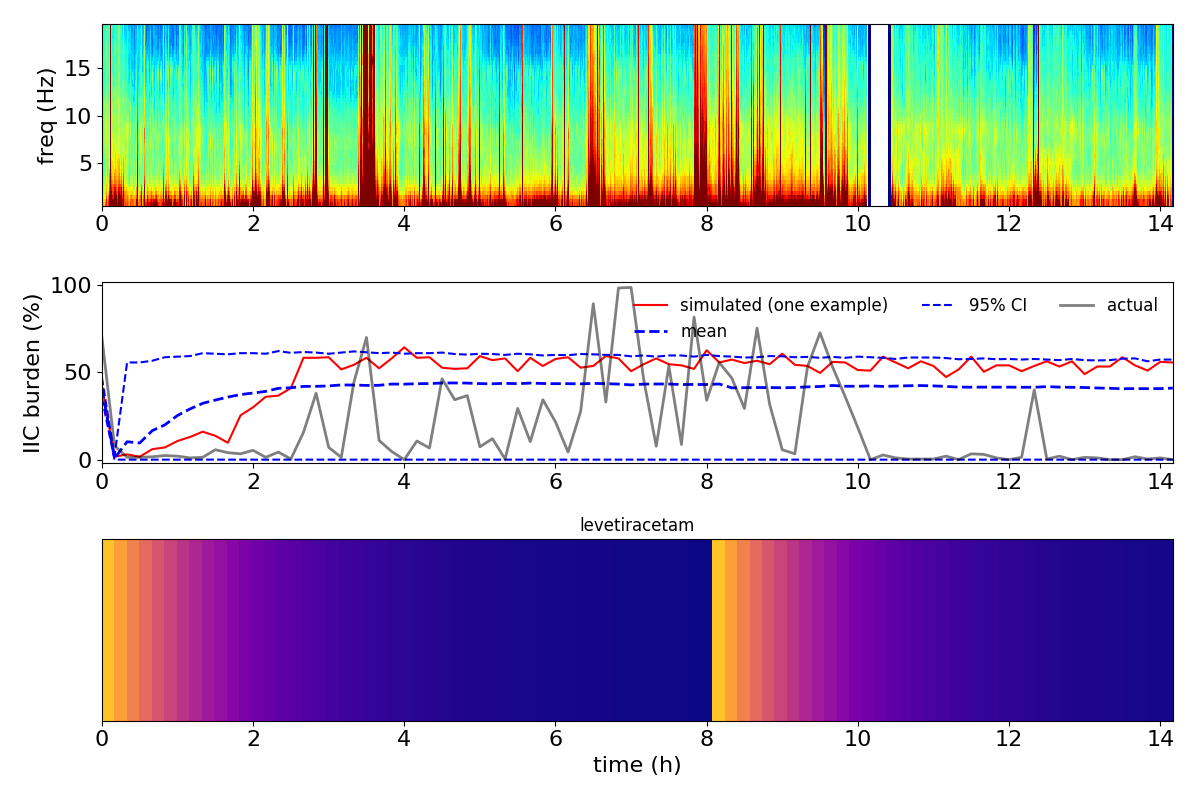 freq (Hz)
15
10
5
0 2 4 6 8 10 12 14
IIC burden (%)
100
50
0
simulated (one example) 95% CI actual
mean
0 2 4 6 8 10 12 14
levetiracetam
0 2 4 6 8 10 12 14
time (h)